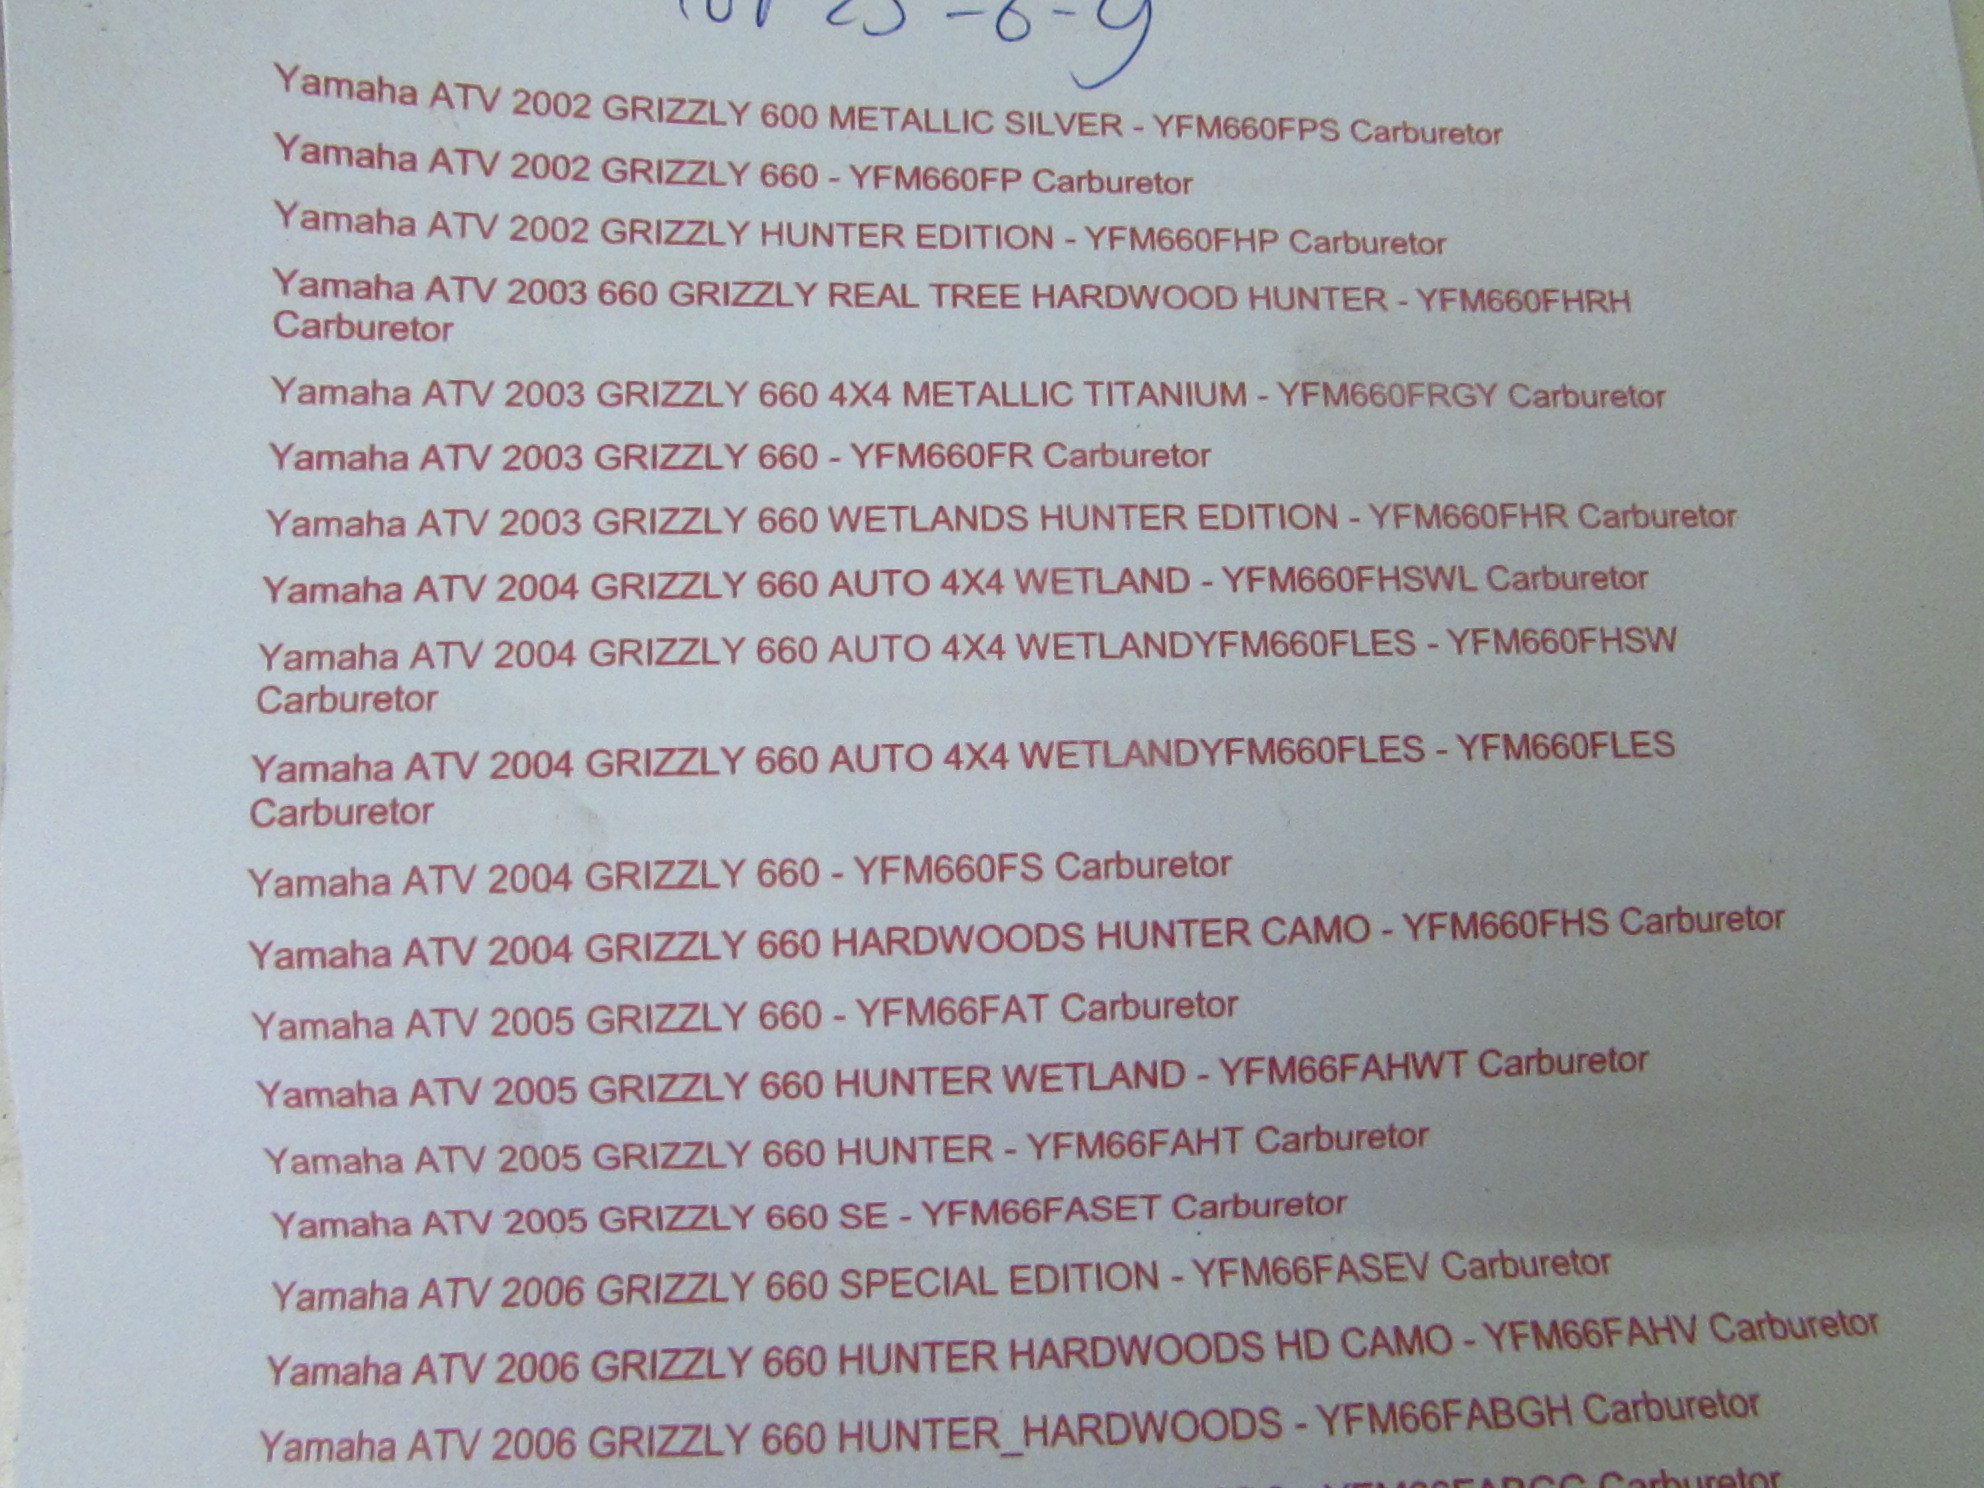 23-6-9
Yamaha ATV 2002 GRIZZLY 600 METALLIC SILVER - YFM660FPS Carburetor
Yamaha ATV 2002 GRIZZLY 660 - YFM660FP Carburetor
Yamaha ATV 2002 GRIZZLY HUNTER EDITION - YFM660FHP Carburetor
Yamaha ATV 2003 660 GRIZZLY REAL TREE HARDWOOD HUNTER - YFM660FHRH
Carburetor
Yamaha ATV 2003 GRIZZLY 660 4X4 METALLIC TITANIUM - YFM660FRGY Carburetor
Yamaha ATV 2003 GRIZZLY 660 - YFM660FR Carburetor
Yamaha ATV 2003 GRIZZLY 660 WETLANDS HUNTER EDITION - YFM660FHR Carburetor
Yamaha ATV 2004 GRIZZLY 660 AUTO 4X4 WETLAND - YFM660FHSWL Carburetor
Yamaha ATV 2004 GRIZZLY 660 AUTO 4X4 WETLANDYFM660FLES - YFM660FHSW
Carburetor
Yamaha ATV 2004 GRIZZLY 660 AUTO 4X4 WETLANDYFM660FLES - YFM660FLES
Carburetor
Yamaha ATV 2004 GRIZZLY 660 - YFM660FS Carburetor
Yamaha ATV 2004 GRIZZLY 660 HARDWOODS HUNTER CAMO - YFM660FHS Carburetor
Yamaha ATV 2005 GRIZZLY 660 - YFM66FAT Carburetor
Yamaha ATV 2005 GRIZZLY 660 HUNTER WETLAND - YFM66FAHWT Carburetor
Yamaha ATV 2005 GRIZZLY 660 HUNTER - YFM66FAHT Carburetor
Yamaha ATV 2005 GRIZZLY 660 SE - YFM66FASET Carburetor
Yamaha ATV 2006 GRIZZLY 660 SPECIAL EDITION - YFM66FASEV Carburetor
Yamaha ATV 2006 GRIZZLY 660 HUNTER HARDWOODS HD CAMO - YFM66FAHV Carburetor
Yamaha ATV 2006 GRIZZLY 660 HUNTER_HARDWOODS - YFM66FABGH Carburetor
Carburetor